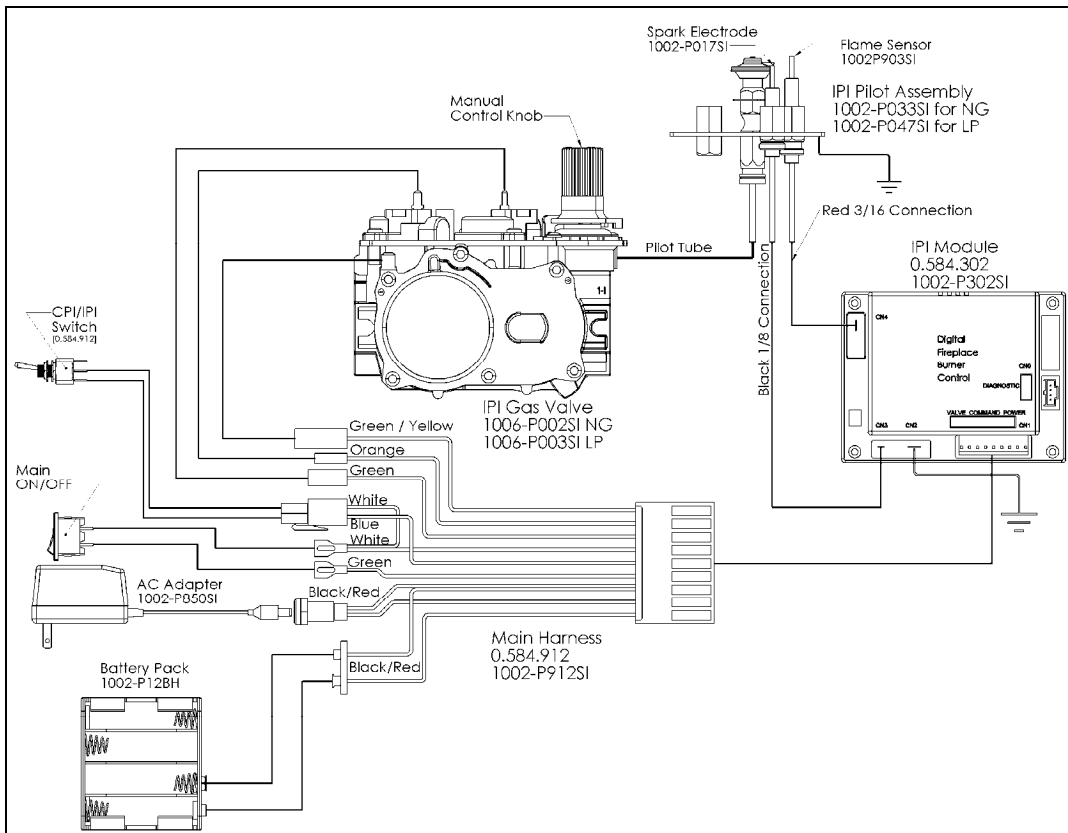 Spark Electrode
1002-P017SI
Flame Sensor
1002P903SI
IPI Pilot Assembly
1002-P033SI for NG
1002-P047SI for LP
Manual
Control Knob
Red 3/16 Connection
Pilot Tube
Black 1/8 Connection
IPI Module
0.584.302
1002-P302SI
CN4
Digital
Fireplace
Burner
Control
CN6
DIAGNOSTIC
VALVE COMMAND POWER
CN3
CN2
CN1
1-I
CPI/IPI
Switch
[0.584.912]
IPI Gas Valve
1006-P002SI NG
1006-P003SI LP
Green / Yellow
Orange
Green
White
Blue
White
Green
Main
ON/OFF
AC Adapter
1002-P850SI
Black/Red
Black/Red
Main Harness
0.584.912
1002-P912SI
Battery Pack
1002-P12BH